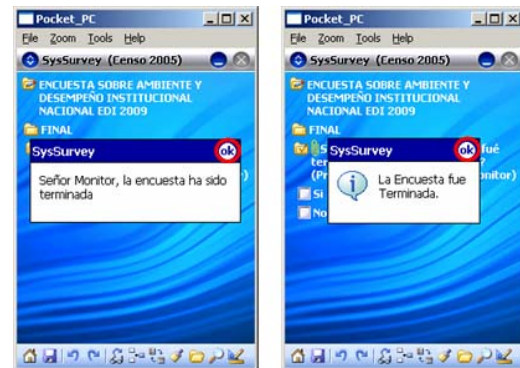 Pocket_PC
File Zoom Tools Help
SysSurvey (Censo 2005)
ENCUESTA SOBRE AMBIENTE Y
DESEMPEÑO INSTITUCIONAL
NACIONAL EDI 2009
FINAL
SysSurvey ok
Señor Monitor, la encuesta ha sido
terminada
Pocket_PC
File Zoom Tools Help
SysSurvey (Censo 2005)
ENCUESTA SOBRE AMBIENTE Y
DESEMPEÑO INSTITUCIONAL
NACIONAL EDI 2009
FINAL
SysSurvey ok
fué
La Encuesta fue
Terminada.
Si
No